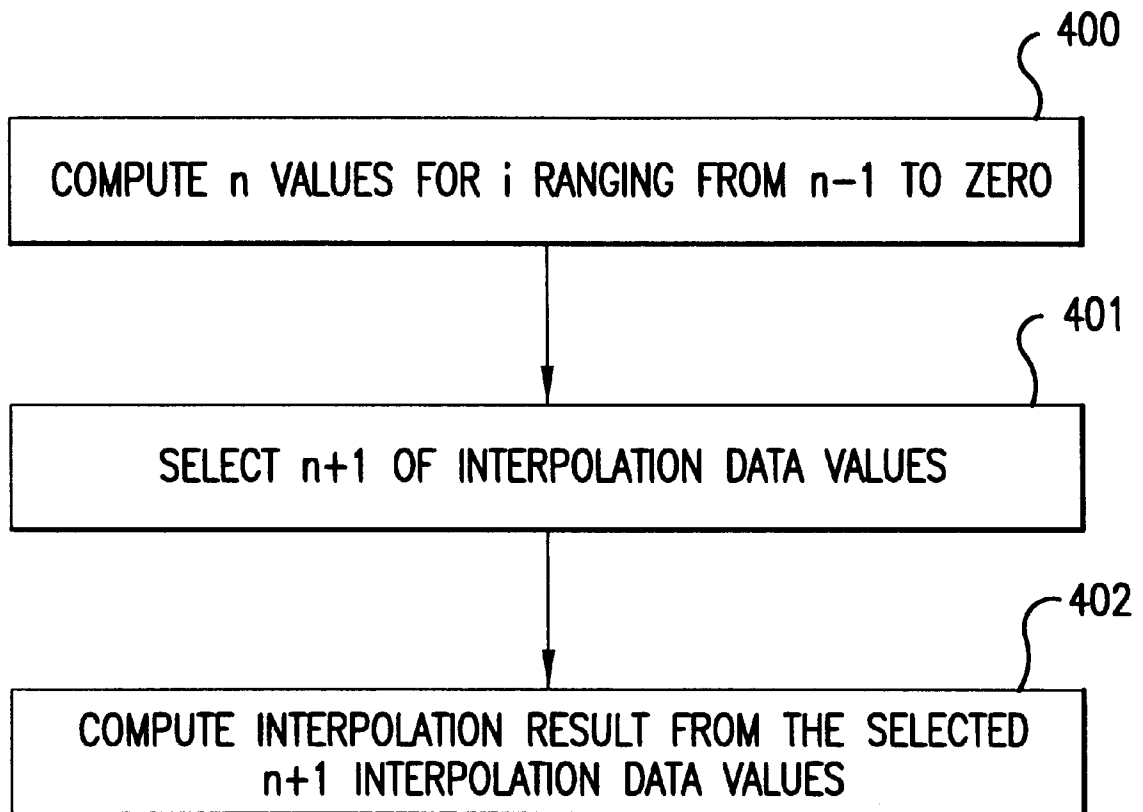 400
COMPUTE n VALUES FOR i RANGING FROM n-1 TO ZERO
401
SELECT n+1 OF INTERPOLATION DATA VALUES
402
COMPUTE INTERPOLATION RESULT FROM THE SELECTED
n+1 INTERPOLATION DATA VALUES